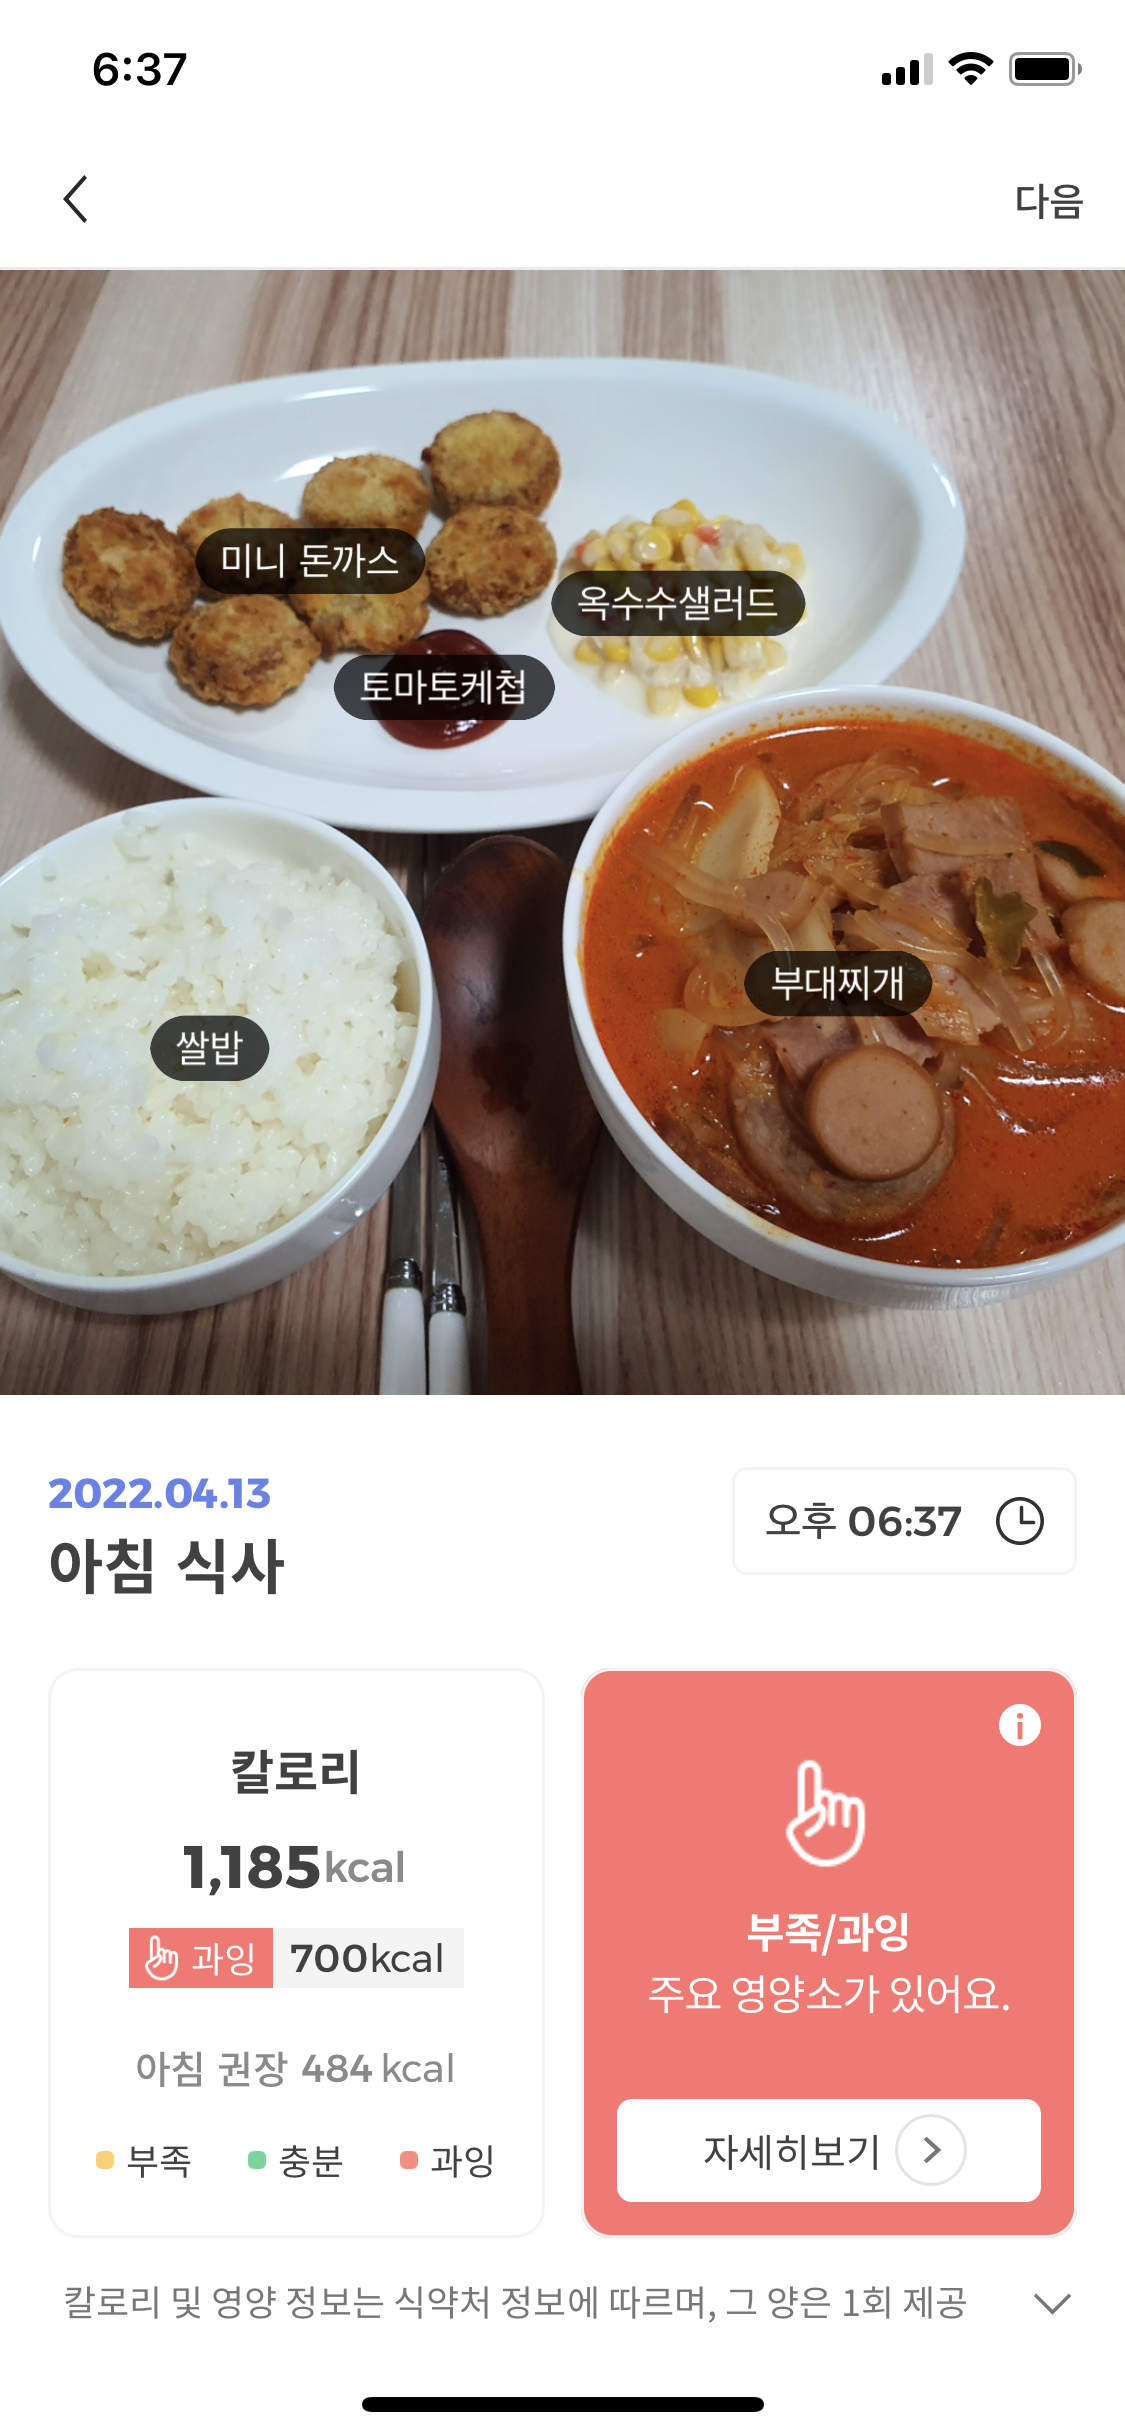 6:37
다음
미니 돈까스
옥수수샐러드
토마토케첩
부대찌개
쌀밥
2022.04.13
아침 식사
오후 06:37
칼로리
1,185kcal
과잉 700kcal
아침 권장 484 kcal
부족 충분 과잉
부족/과잉
주요 영양소가 있어요.
자세히보기
칼로리 및 영양 정보는 식약처 정보에 따르며, 그 양은 1회 제공